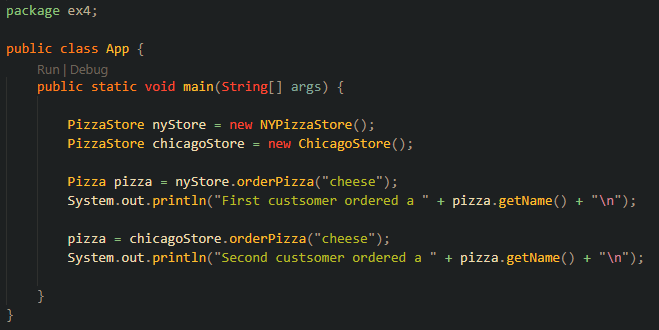 package ex4;
public class App {
Run | Debug
public static void main(String[] args) {
PizzaStore nyStore = new NYPizzaStore();
PizzaStore chicagoStore = new ChicagoStore();
Pizza pizza = nyStore.orderPizza("cheese");
System.out.println("First custsomer ordered a " + pizza.getName() + "\n");
pizza = chicagoStore.orderPizza("cheese");
System.out.println("Second custsomer ordered a " + pizza.getName() + "\n");
}
}